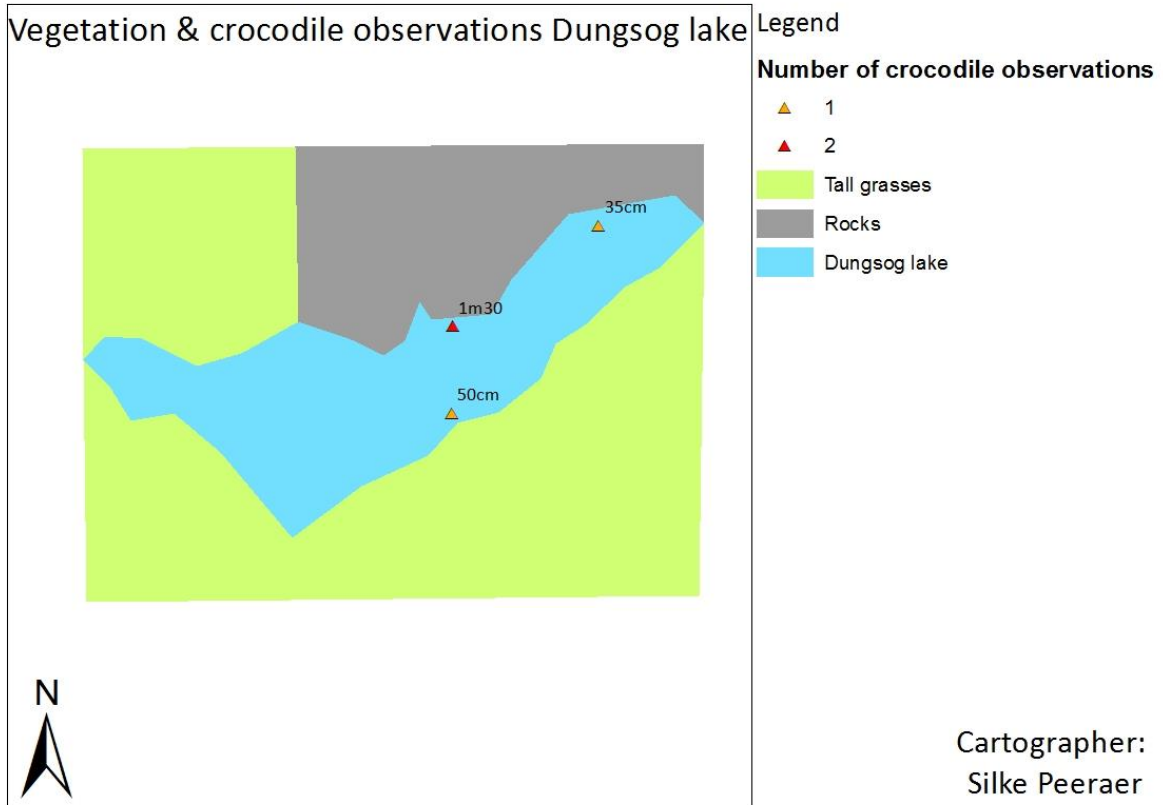 Vegetation & crocodile observations Dungsog lake
Legend
Number of crocodile observations
1
2
Tall grasses
Rocks
Dungsog lake
35cm
1m30
50cm
N
Cartographer:
Silke Peeraer